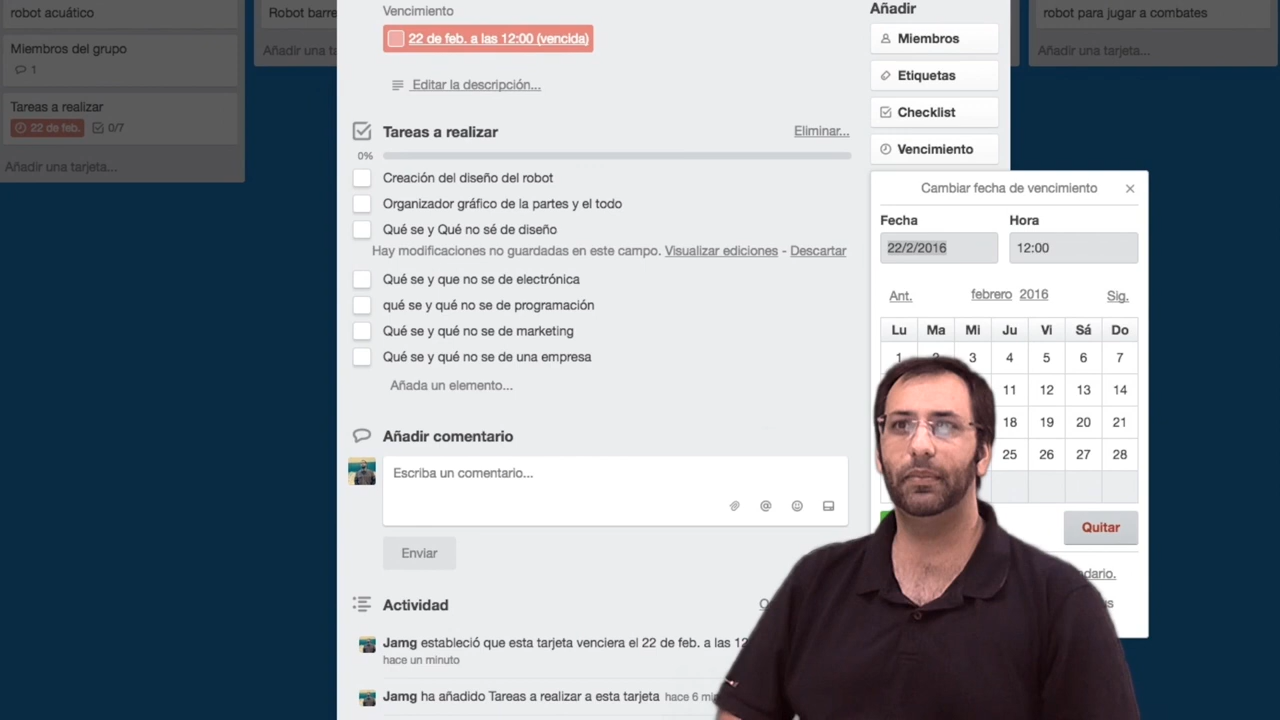 robot acuático
Miembros del grupo
1
Tareas a realizar
22 de feb. 0/7
Añadir una tarjeta...
Robot barre
Añadir una ta
Vencimiento
22 de feb. a las 12:00 (vencida)
Editar la descripción...
Tareas a realizar Eliminar...
0%
Creación del diseño del robot
Organizador gráfico de la partes y el todo
Qué se y Qué no sé de diseño
Hay modificaciones no guardadas en este campo. Visualizar ediciones - Descartar
Qué se y que no se de electrónica
qué se y qué no se de programación
Qué se y qué no se de marketing
Qué se y qué no se de una empresa
Añada un elemento...
Añadir comentario
Escriba un comentario...
Enviar
Actividad
Jamg estableció que esta tarjeta venciera el 22 de feb. a las 12
hace un minuto
Jamg ha añadido Tareas a realizar a esta tarjeta hace 6 min
Añadir
Miembros
Etiquetas
Checklist
Vencimiento
Cambiar fecha de vencimiento
Fecha Hora
22/2/2016 12:00
Ant. febrero 2016 Sig.
Lu Ma Mi Ju Vi Sá Do
1 2 3 4 5 6 7
11 12 13 14
18 19 20 21
25 26 27 28
Quitar
dario.
robot para jugar a combates
Añadir una tarjeta...